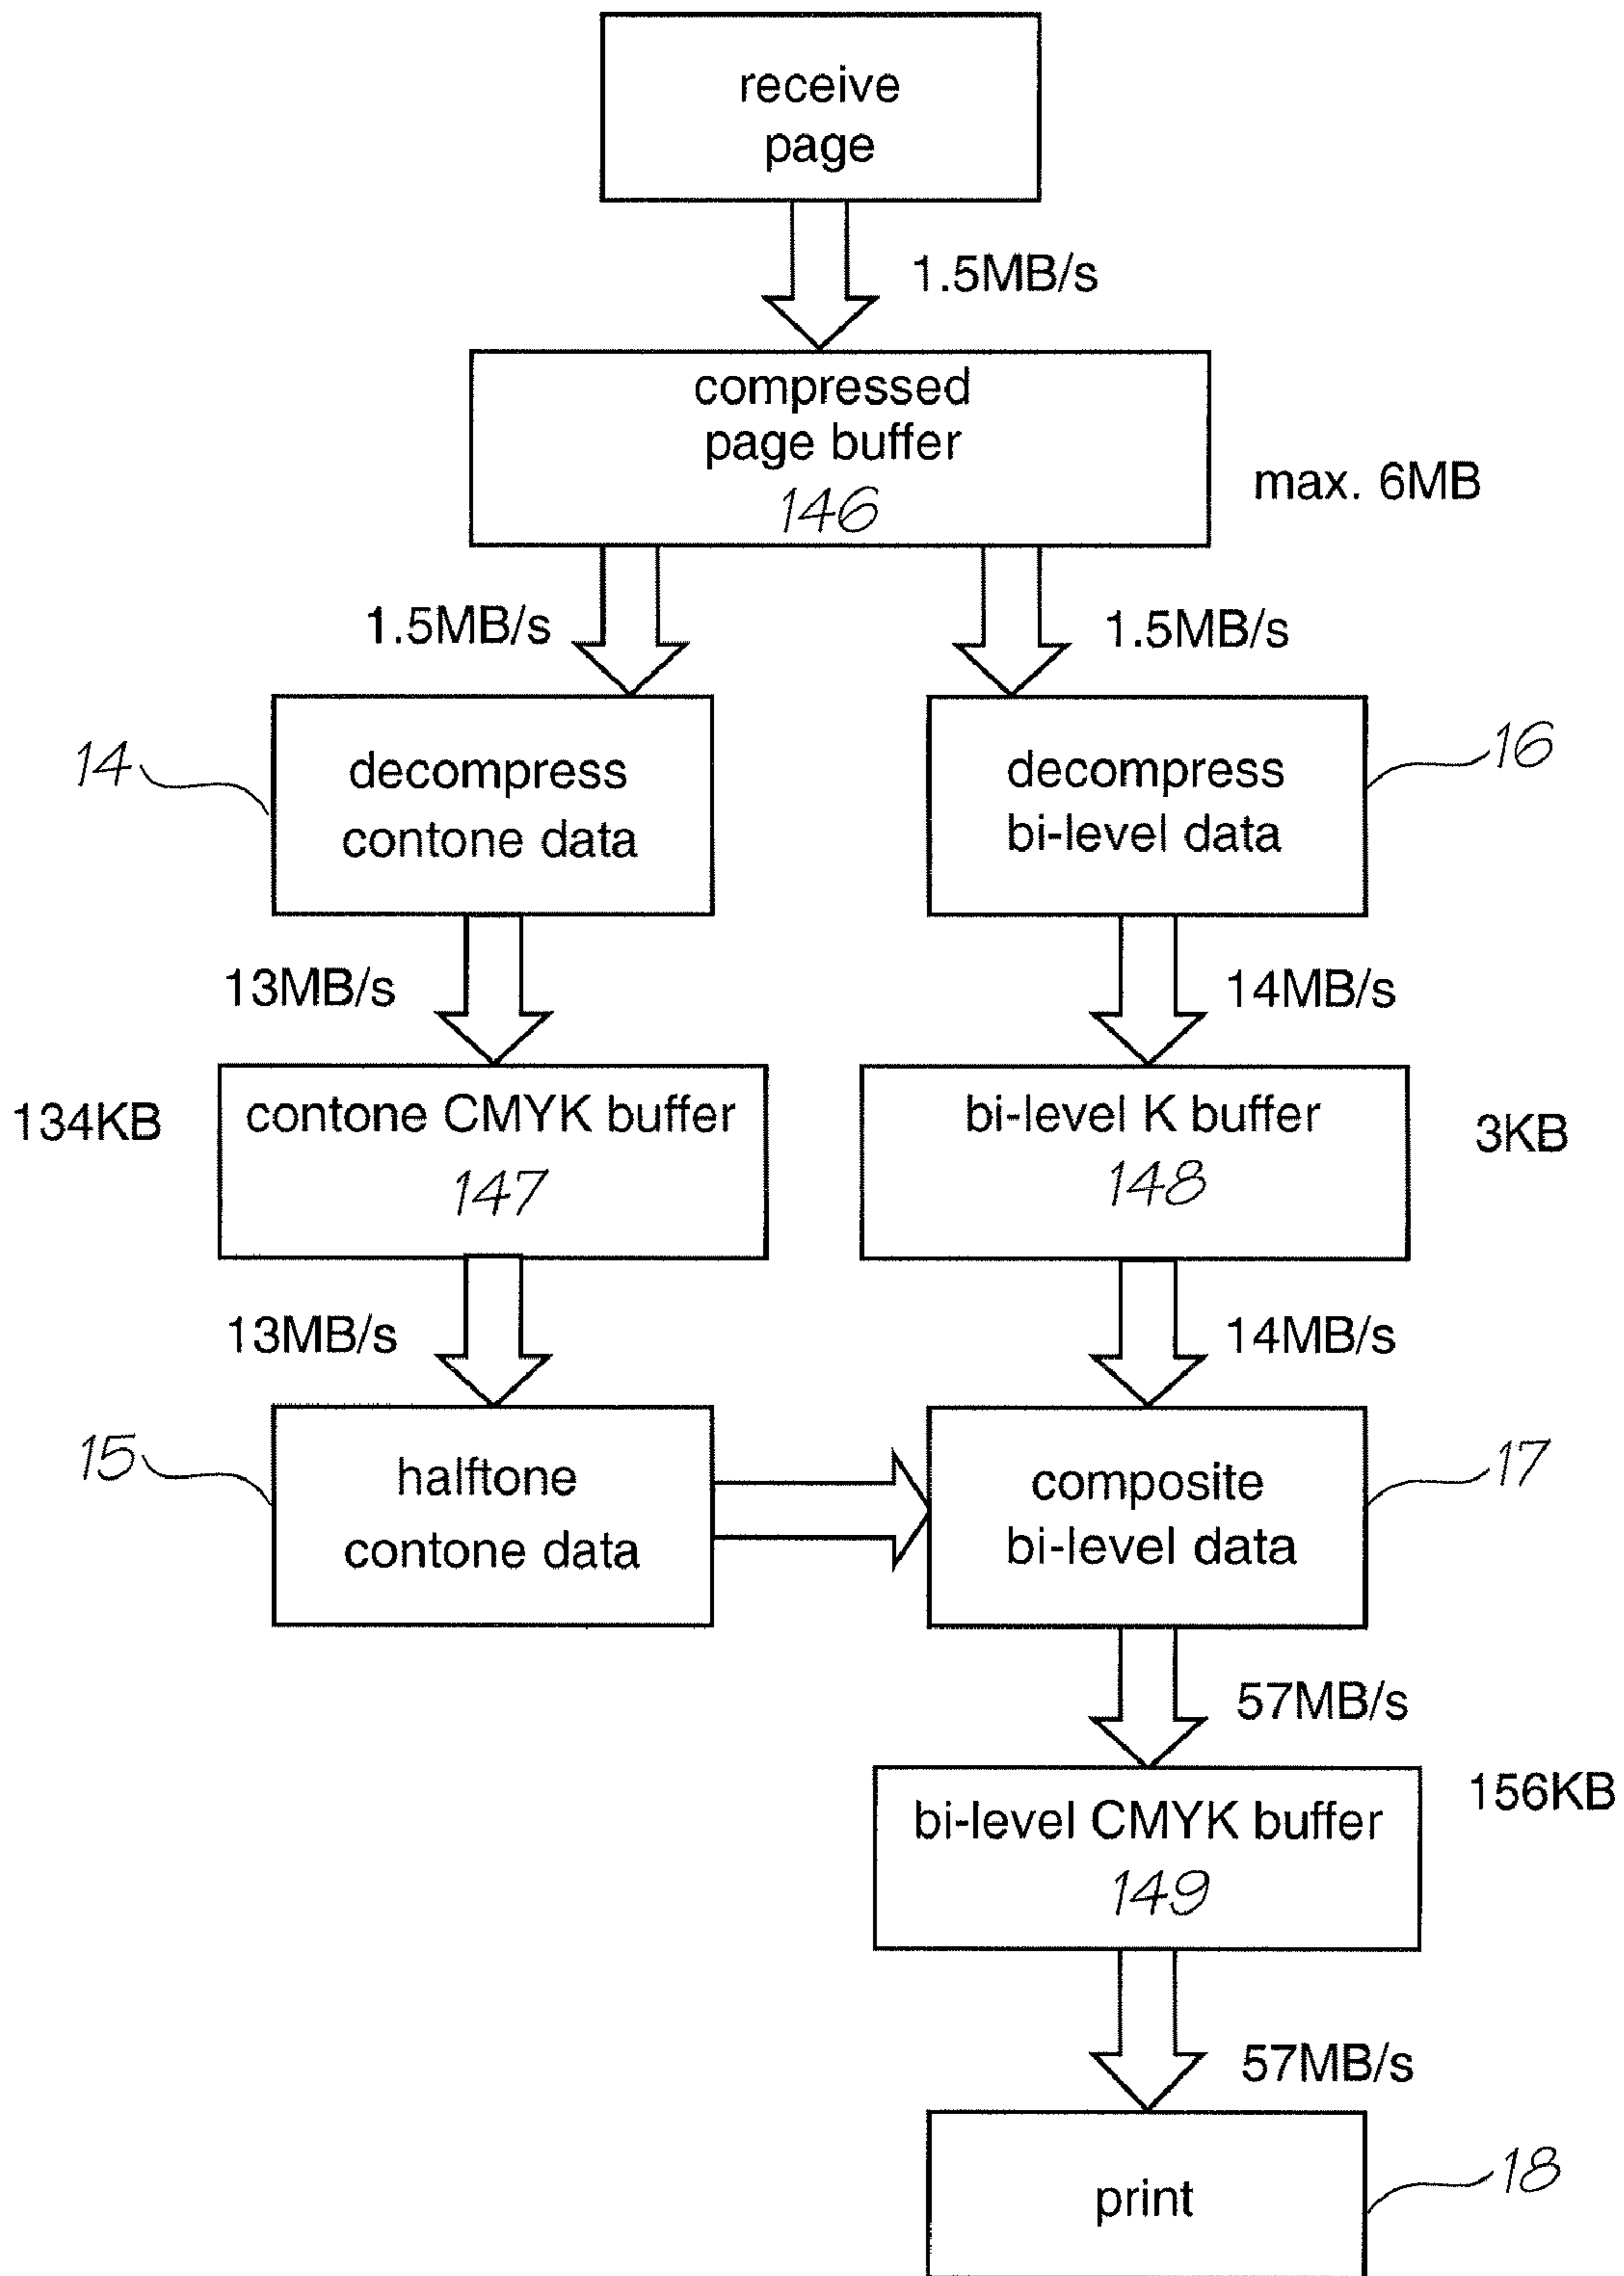 receive
page
1.5MB/s
compressed
page buffer
146
max. 6MB
1.5MB/s
1.5MB/s
14
decompress
contone data
decompress
bi-level data
16
13MB/s
14MB/s
134KB
contone CMYK buffer
147
bi-level K buffer
148
3KB
13MB/s
14MB/s
15
halftone
contone data
composite
bi-level data
17
57MB/s
bi-level CMYK buffer
149
156KB
57MB/s
print
18